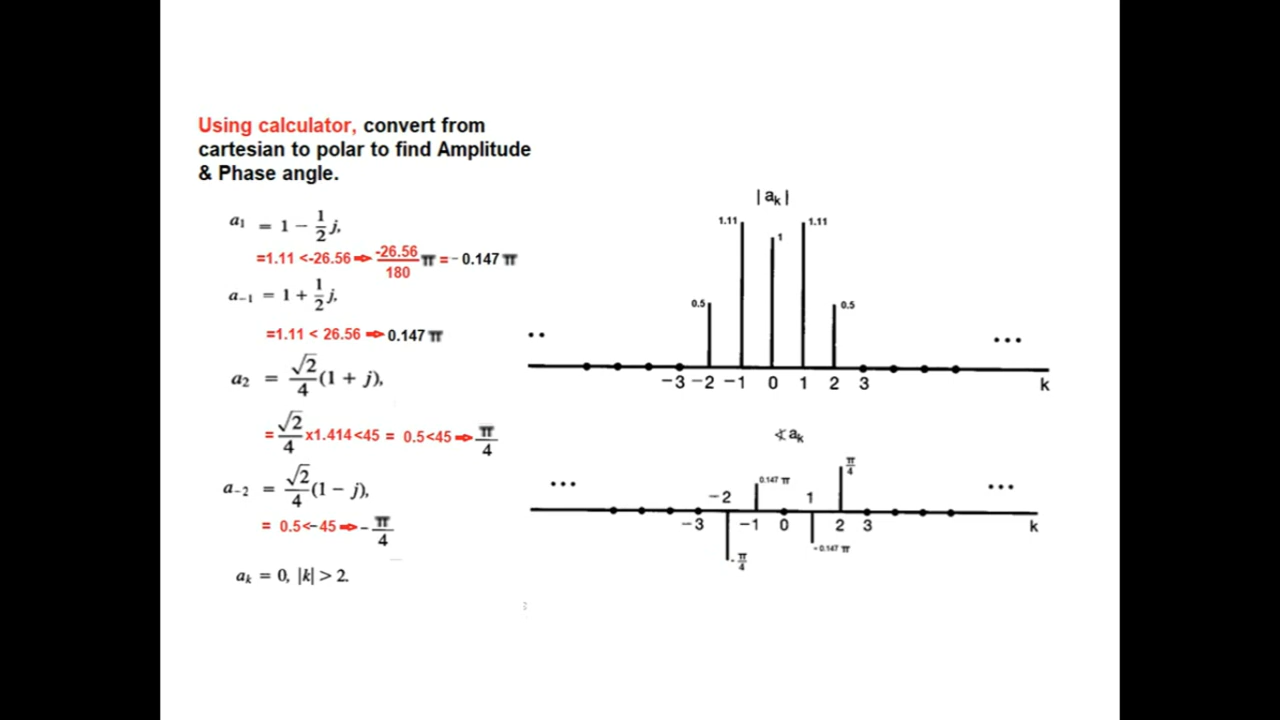 Using calculator, convert from
cartesian to polar to find Amplitude
& Phase angle.
a₁ = 1 − 1/2 j,
=1.11 <-26.56 ⇒ -26.56/180 π = - 0.147 π
a₋₁ = 1 + 1/2 j,
=1.11 < 26.56 ⇒ 0.147 π
a₂ = √2/4 (1 + j),
= √2/4 x1.414<45 = 0.5<45 ⇒ π/4
a₋₂ = √2/4 (1 − j),
= 0.5<-45 ⇒ - π/4
aₖ = 0, |k| > 2.
|aₖ|
1.11 1 1.11
0.5 0.5
•• •••
−3 −2 −1 0 1 2 3 k
∢aₖ
π/4
0.147 π
••• −2 1 •••
−3 −1 0 2 3 k
- 0.147 π
- π/4